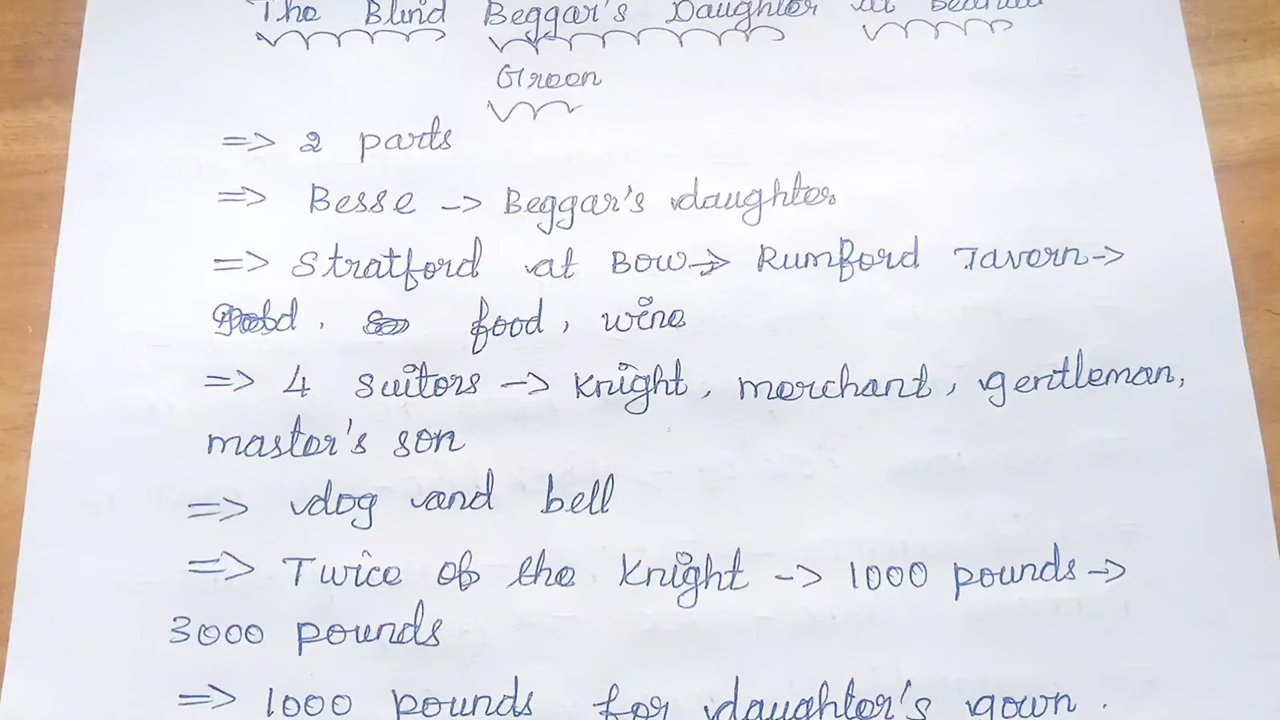 The Blind Beggar's Daughter at
Green
=> 2 parts
=> Besse -> Beggar's daughter
=> Stratford at Bow -> Rumford Tavern ->
food, wine
=> 4 suitors -> Knight, merchant, gentleman,
master's son
=> dog and bell
=> Twice of the Knight -> 1000 pounds ->
3000 pounds
=> 1000 pounds for daughter's gown.